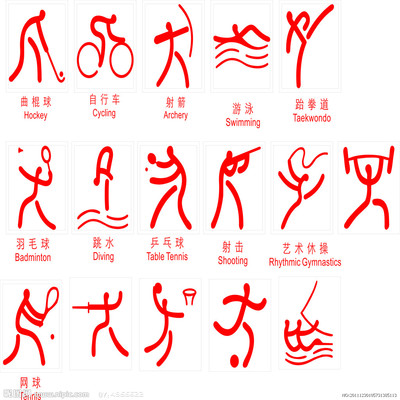 曲棍球
Hockey
自行车
Cycling
射箭
Archery
游泳
Swimming
跆拳道
Taekwondo
羽毛球
Badminton
跳水
Diving
乒乓球
Table Tennis
射击
Shooting
艺术体操
Rhythmic Gymnastics
网球
Tennis